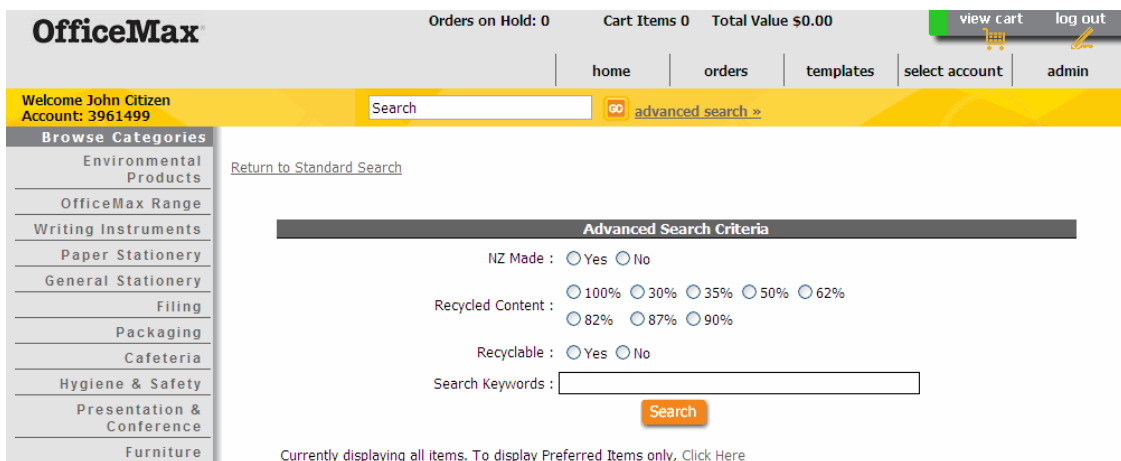 OfficeMax
Orders on Hold: 0 Cart Items 0 Total Value $0.00
view cart log out
home orders templates select account admin
Welcome John Citizen
Account: 3961499
Search GO advanced search »
Browse Categories
Environmental
Products
OfficeMax Range
Writing Instruments
Paper Stationery
General Stationery
Filing
Packaging
Cafeteria
Hygiene & Safety
Presentation &
Conference
Furniture
Return to Standard Search
Advanced Search Criteria
NZ Made : Yes No
Recycled Content : 100% 30% 35% 50% 62%
82% 87% 90%
Recyclable : Yes No
Search Keywords :
Search
Currently displaying all items. To display Preferred Items only, Click Here